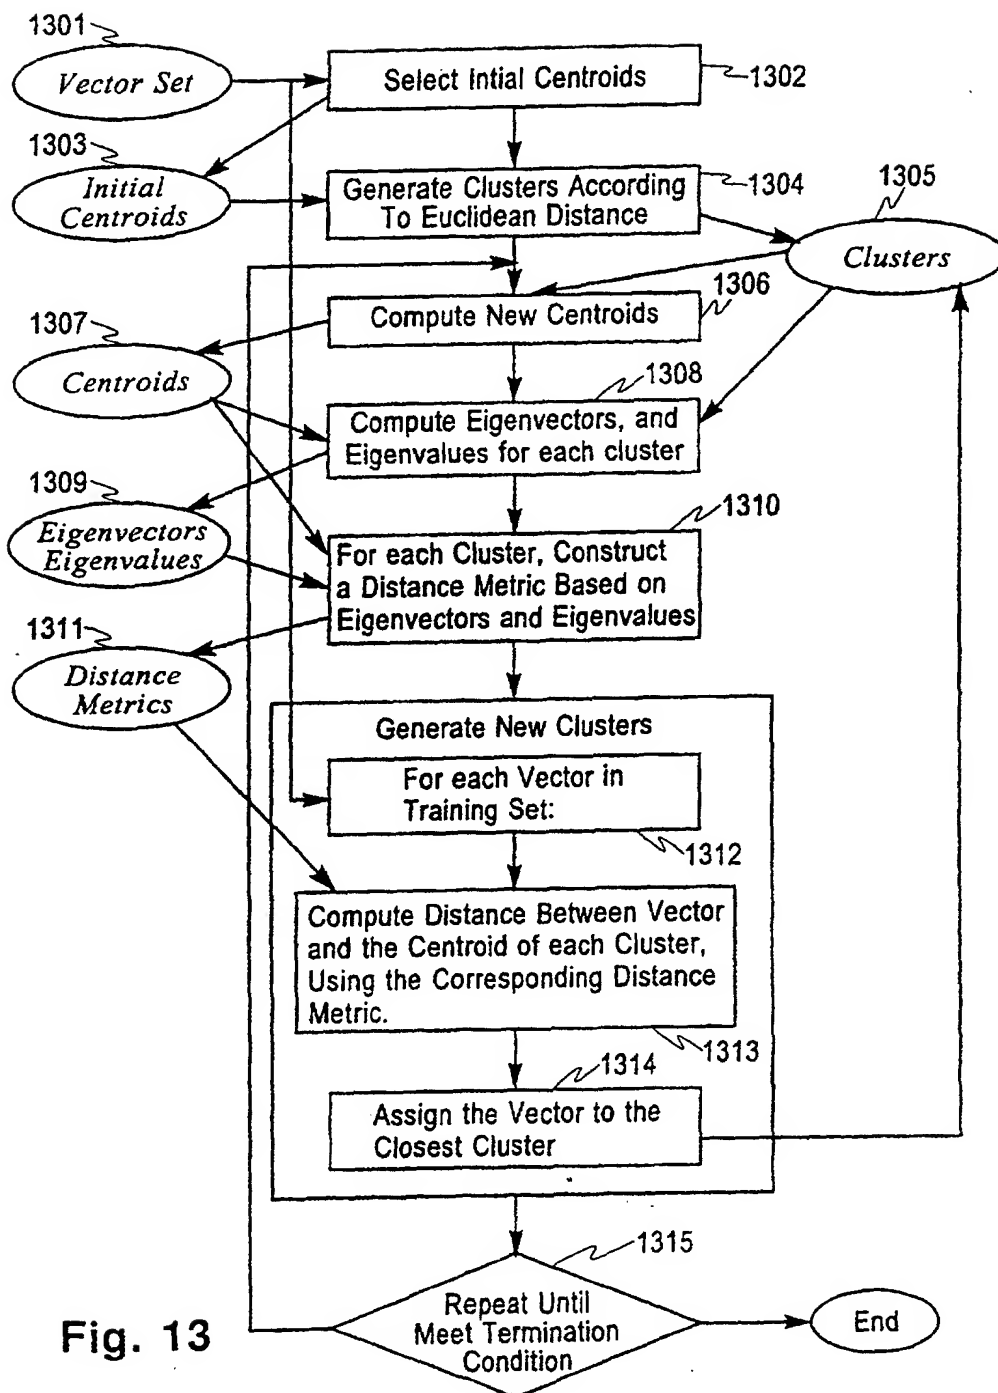 1301
Vector Set
Select Intial Centroids
1302
1303
Initial
Centroids
Generate Clusters According
To Euclidean Distance
1304
1305
Clusters
Compute New Centroids
1306
1307
Centroids
1308
Compute Eigenvectors, and
Eigenvalues for each cluster
1309
Eigenvectors
Eigenvalues
1310
For each Cluster, Construct
a Distance Metric Based on
Eigenvectors and Eigenvalues
1311
Distance
Metrics
Generate New Clusters
For each Vector in
Training Set:
1312
Compute Distance Between Vector
and the Centroid of each Cluster,
Using the Corresponding Distance
Metric.
1313
1314
Assign the Vector to the
Closest Cluster
1315
Repeat Until
Meet Termination
Condition
End
Fig. 13